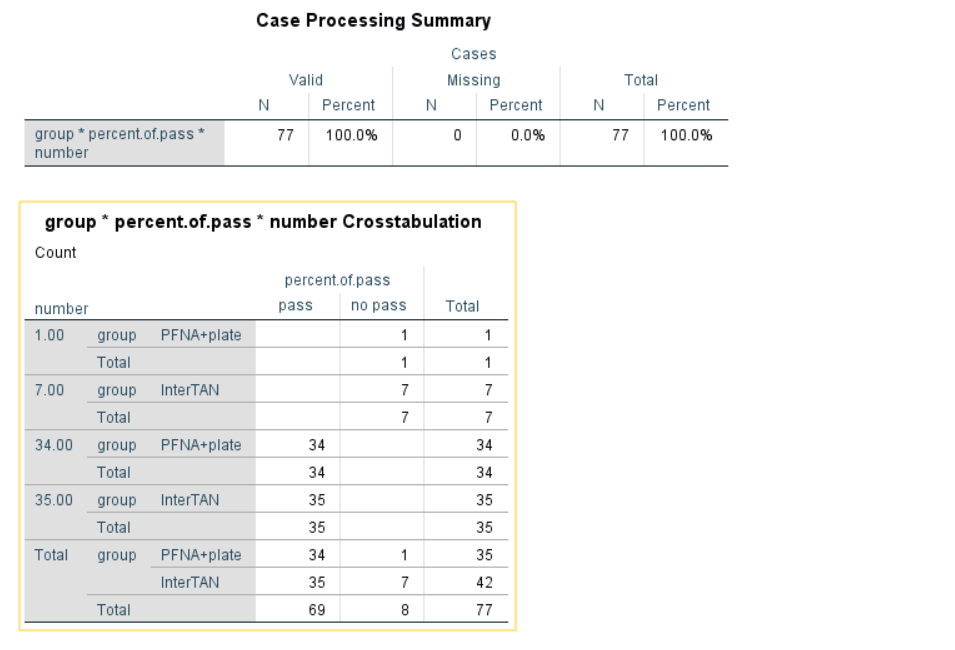 Case Processing Summary
Cases
Valid Missing Total
N Percent N Percent N Percent
group * percent.of.pass * 77 100.0% 0 0.0% 77 100.0%
number
group * percent.of.pass * number Crosstabulation
Count
percent.of.pass
number pass no pass Total
1.00 group PFNA+plate 1 1
Total 1 1
7.00 group InterTAN 7 7
Total 7 7
34.00 group PFNA+plate 34 34
Total 34 34
35.00 group InterTAN 35 35
Total 35 35
Total group PFNA+plate 34 1 35
InterTAN 35 7 42
Total 69 8 77